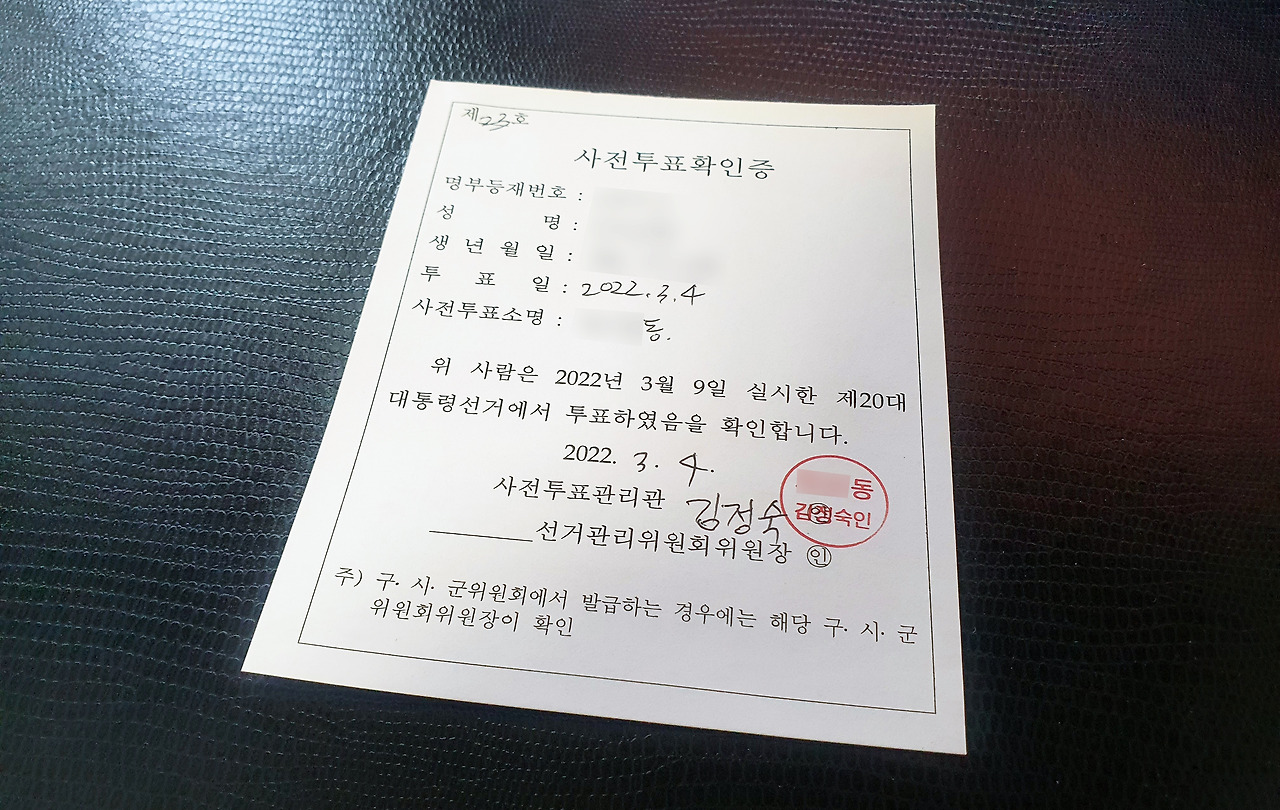 제23호
사전투표확인증
명부등재번호 :
성 명 :
생 년 월 일 :
투 표 일 : 2022. 3. 4
사전투표소명 : 동.
위 사람은 2022년 3월 9일 실시한 제20대
대통령선거에서 투표하였음을 확인합니다.
2022. 3. 4.
사전투표관리관 김정숙 인
동
김정숙인
선거관리위원회위원장 인
주) 구· 시· 군위원회에서 발급하는 경우에는 해당 구· 시· 군
위원회위원장이 확인